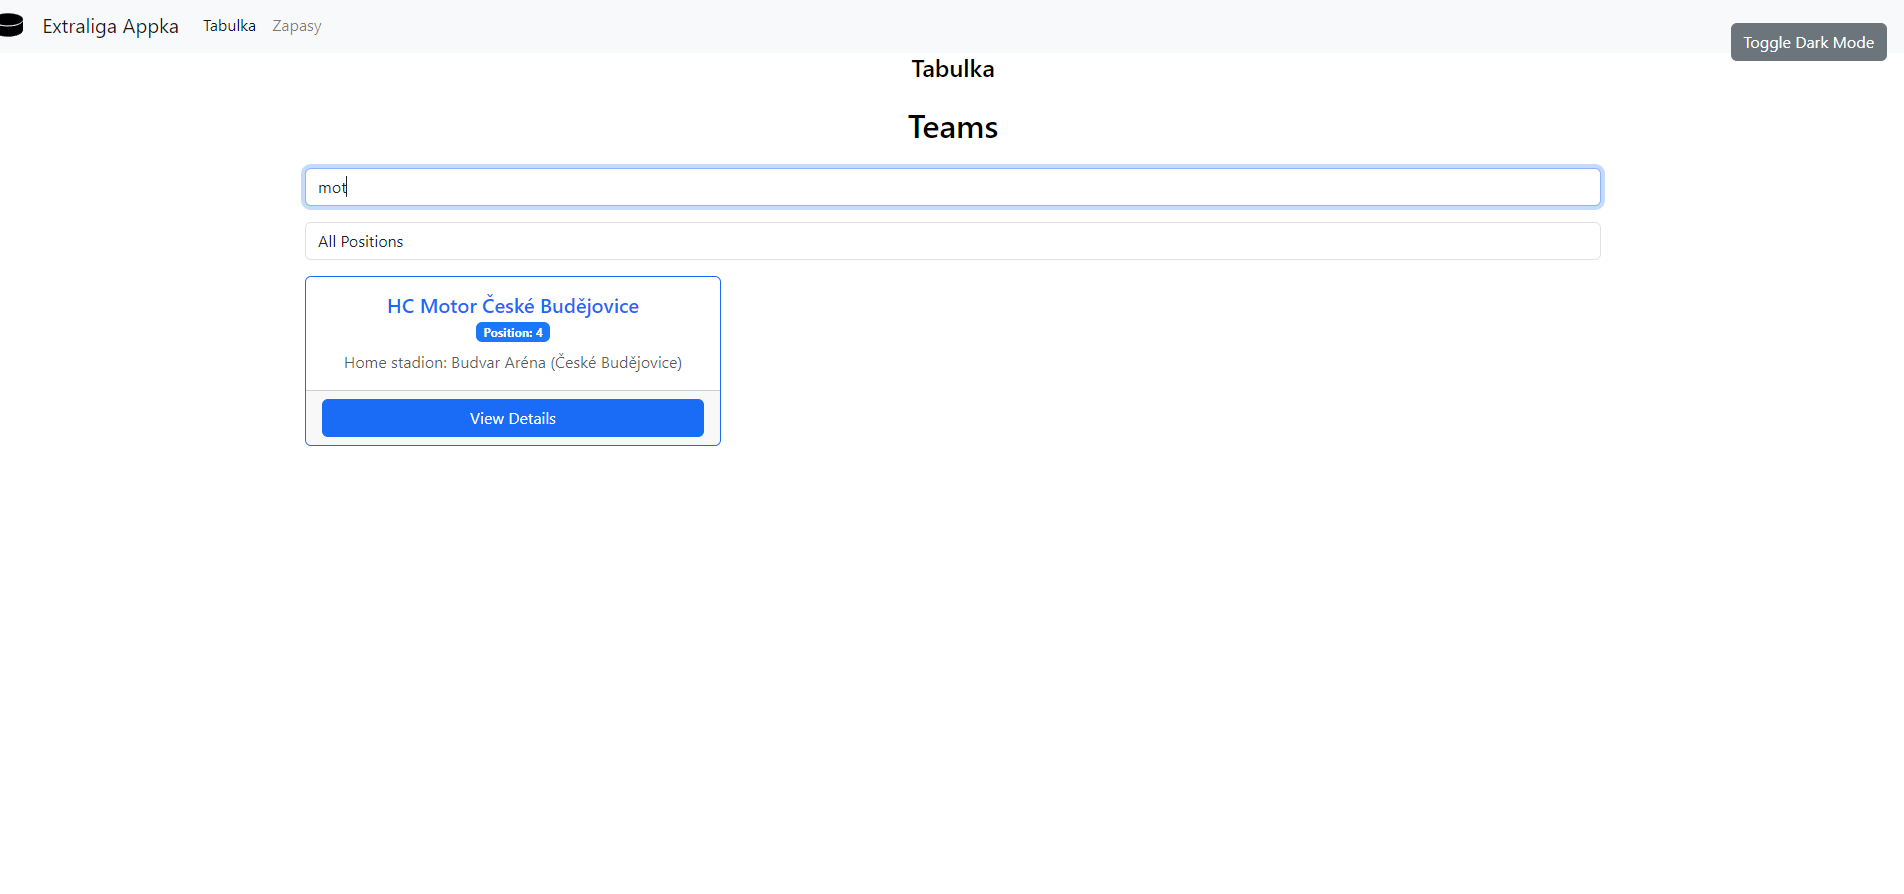 Extraliga Appka Tabulka Zapasy
Toggle Dark Mode
Tabulka
Teams
mot
All Positions
HC Motor České Budějovice
Position: 4
Home stadion: Budvar Aréna (České Budějovice)
View Details